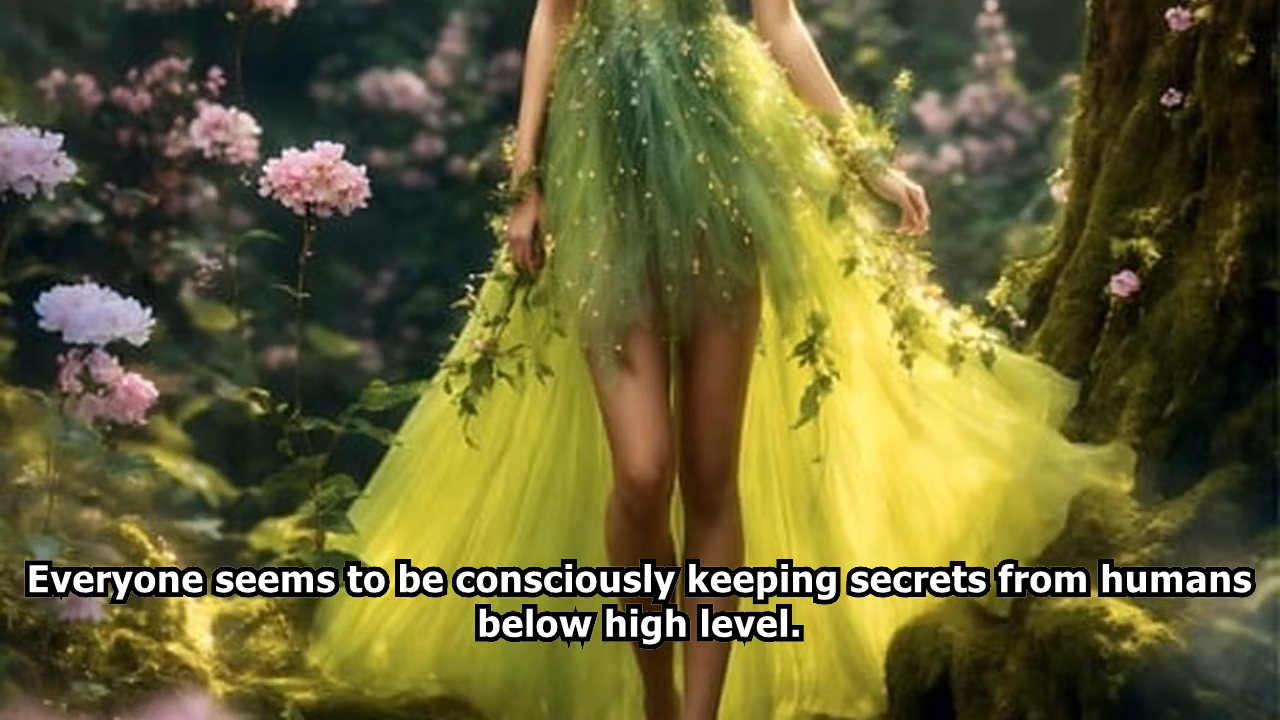 Everyone seems to be consciously keeping secrets from humans
below high level.